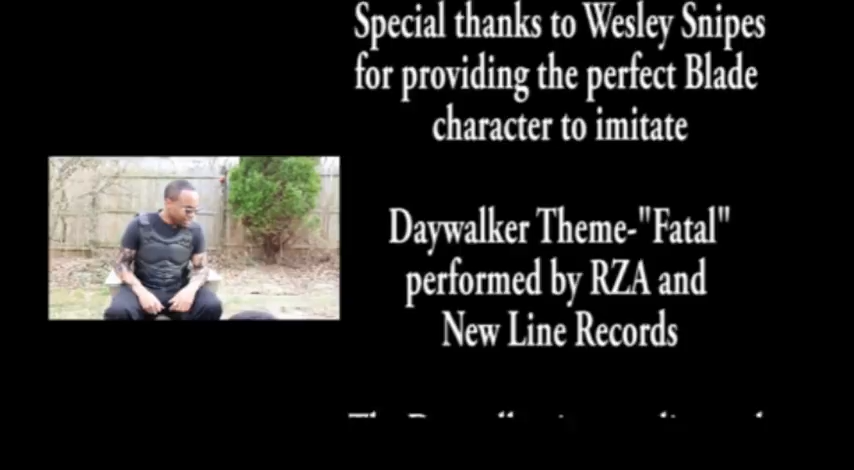 Special thanks to Wesley Snipes
for providing the perfect Blade
character to imitate
Daywalker Theme-"Fatal"
performed by RZA and
New Line Records